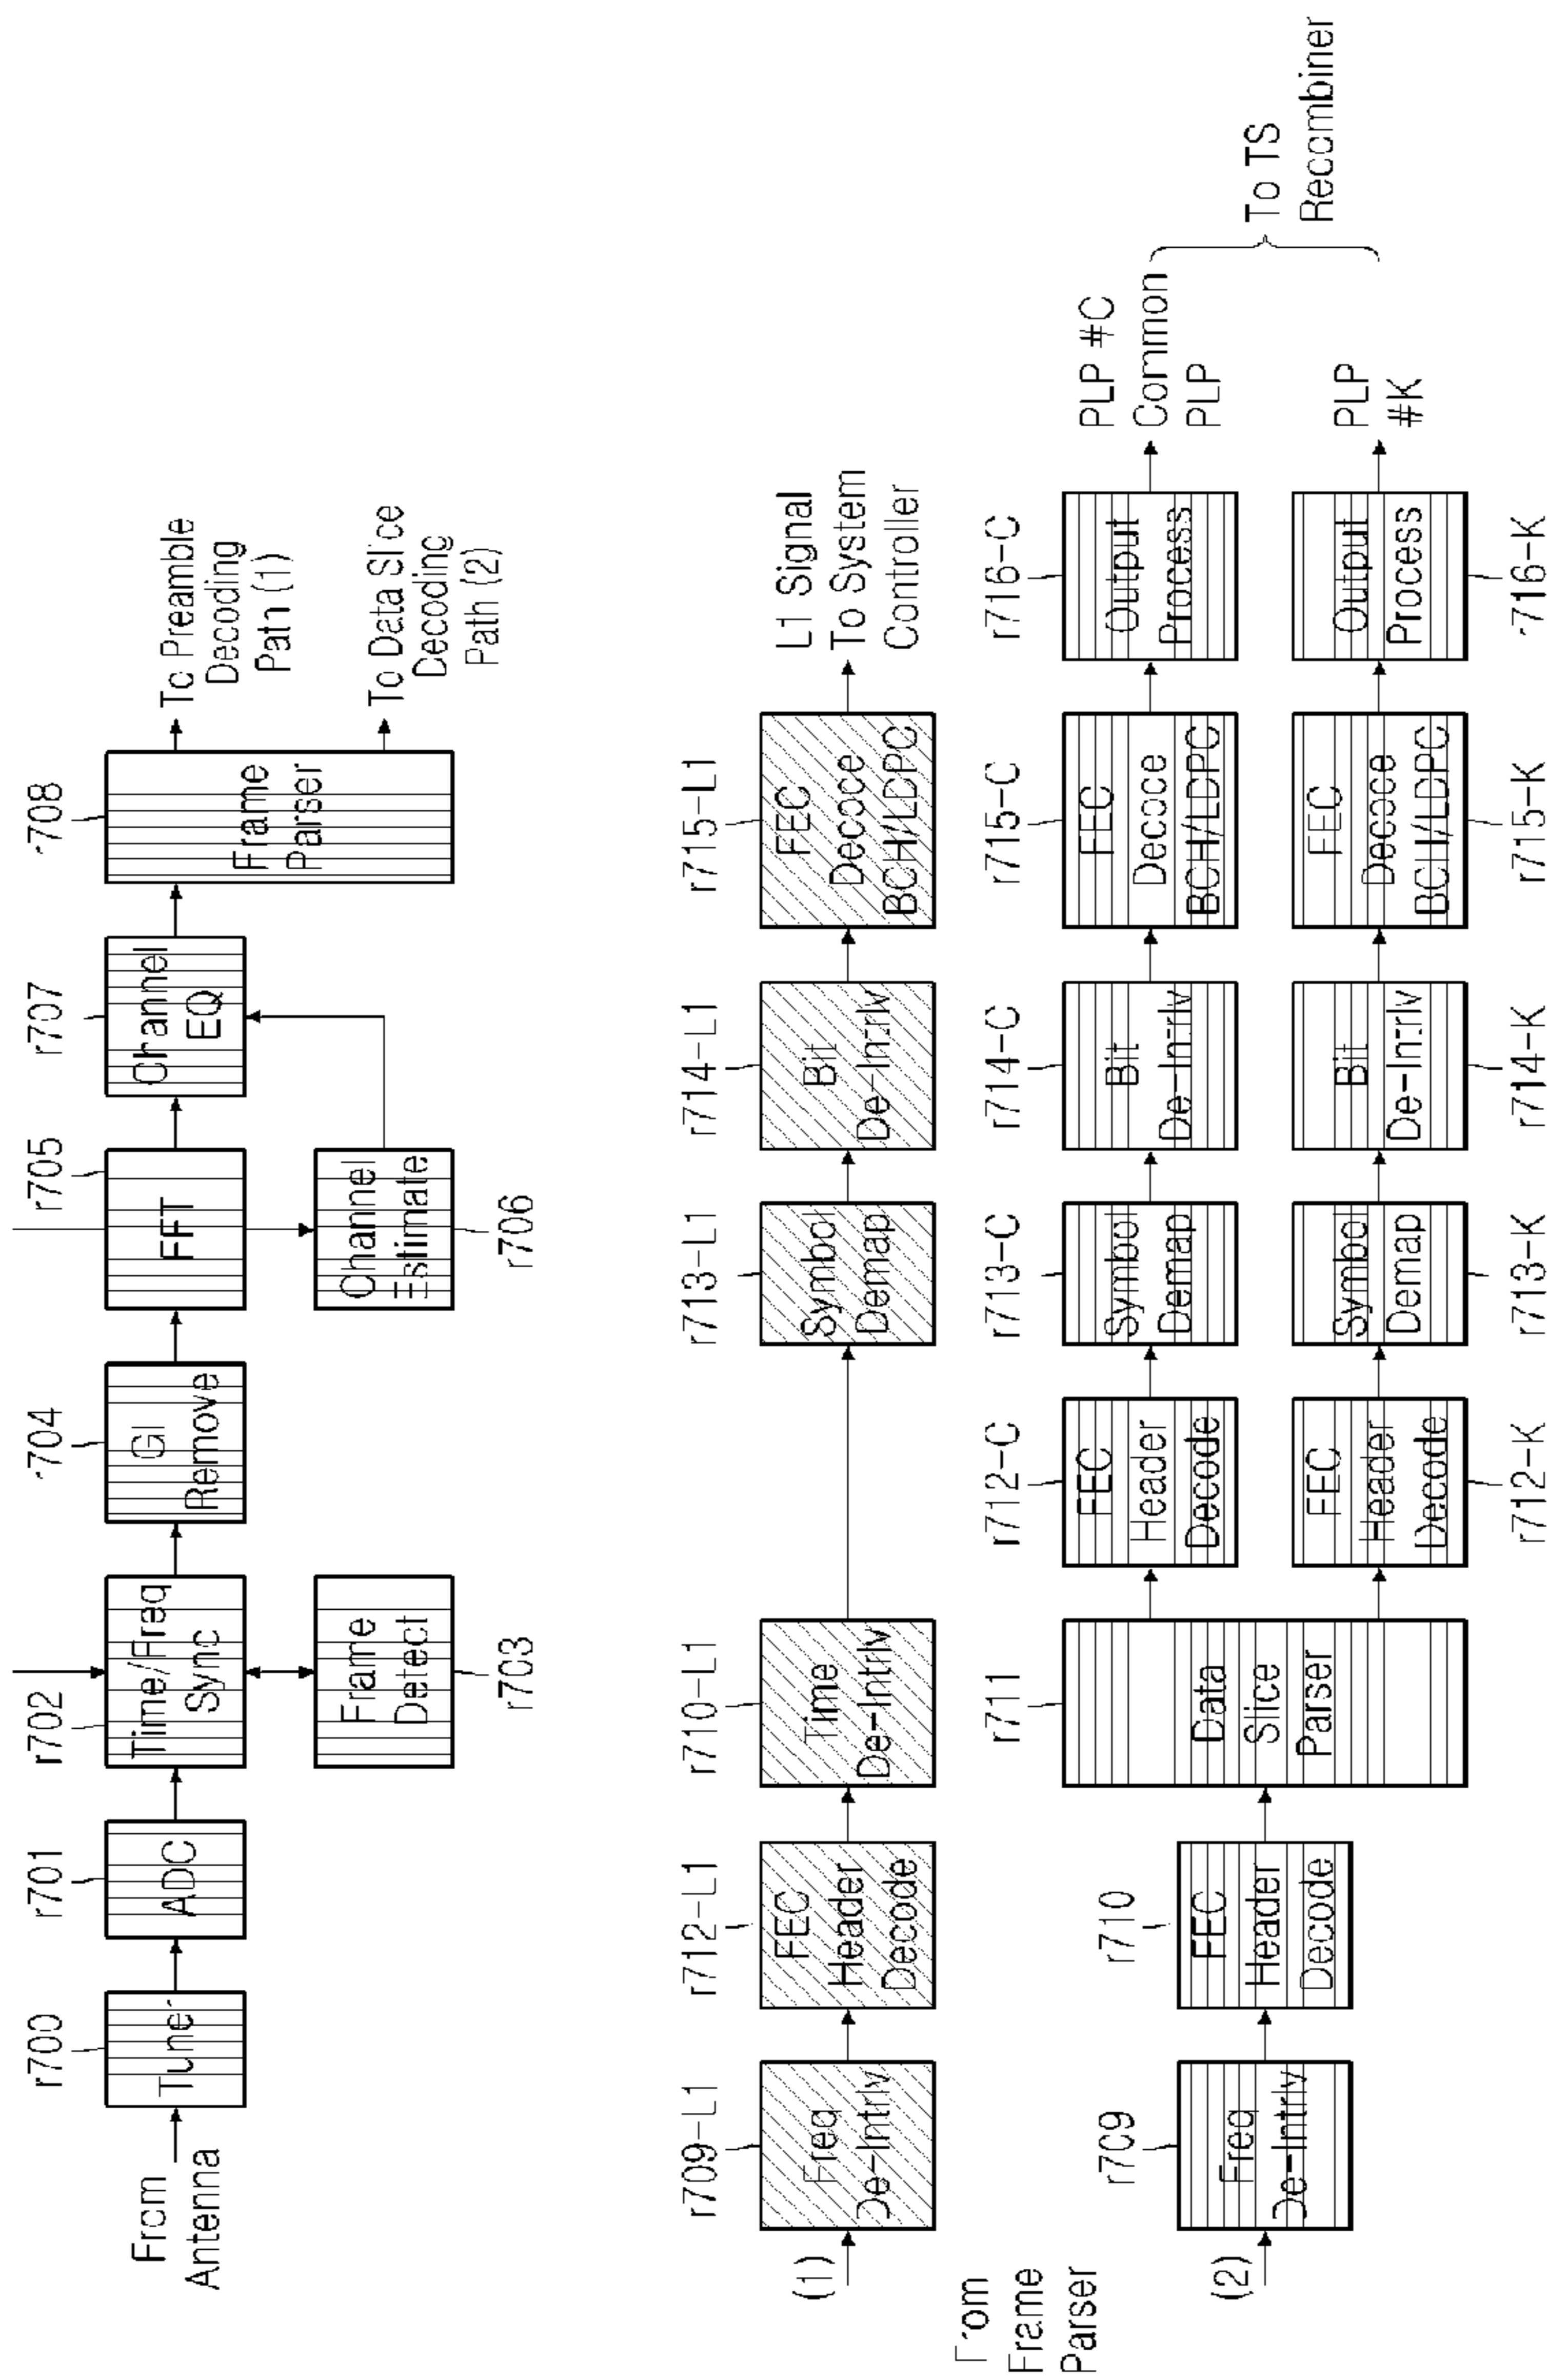 From
Antenna
r700
Tuner
r701
ADC
r702
Time/Freq
Sync
Frame
Detect
r703
r704
GI
Remove
r705
FFT
Channel
Estimate
r706
r707
Channel
EQ
r708
Frame
Parser
To Preamble
Decoding
Path (1)
To Data Slice
Decoding
Path (2)
From
Frame
Parser
(1)
r709-L1
Freq
De-Intrlv
r712-L1
FEC
Header
Decode
r710-L1
Time
De-Intrlv
r713-L1
Symbol
Demap
r714-L1
Bit
De-Intrlv
r715-L1
FEC
Decode
BCH/LDPC
L1 Signal
To System
Controller
(2)
r709
Freq
De-Intrlv
r710
FEC
Header
Decode
r711
Data
Slice
Parser
r712-C
FEC
Header
Decode
r713-C
Symbol
Demap
r714-C
Bit
De-Intrlv
r715-C
FEC
Decode
BCH/LDPC
r716-C
Output
Process
PLP #C
Common
PLP
FEC
Header
Decode
r712-K
Symbol
Demap
r713-K
Bit
De-Intrlv
r714-K
FEC
Decode
BCH/LDPC
r715-K
Output
Process
r716-K
PLP
#K
To TS
Recombiner